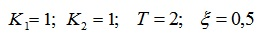 K₁=1; K₂ = 1; T = 2; ξ = 0,5